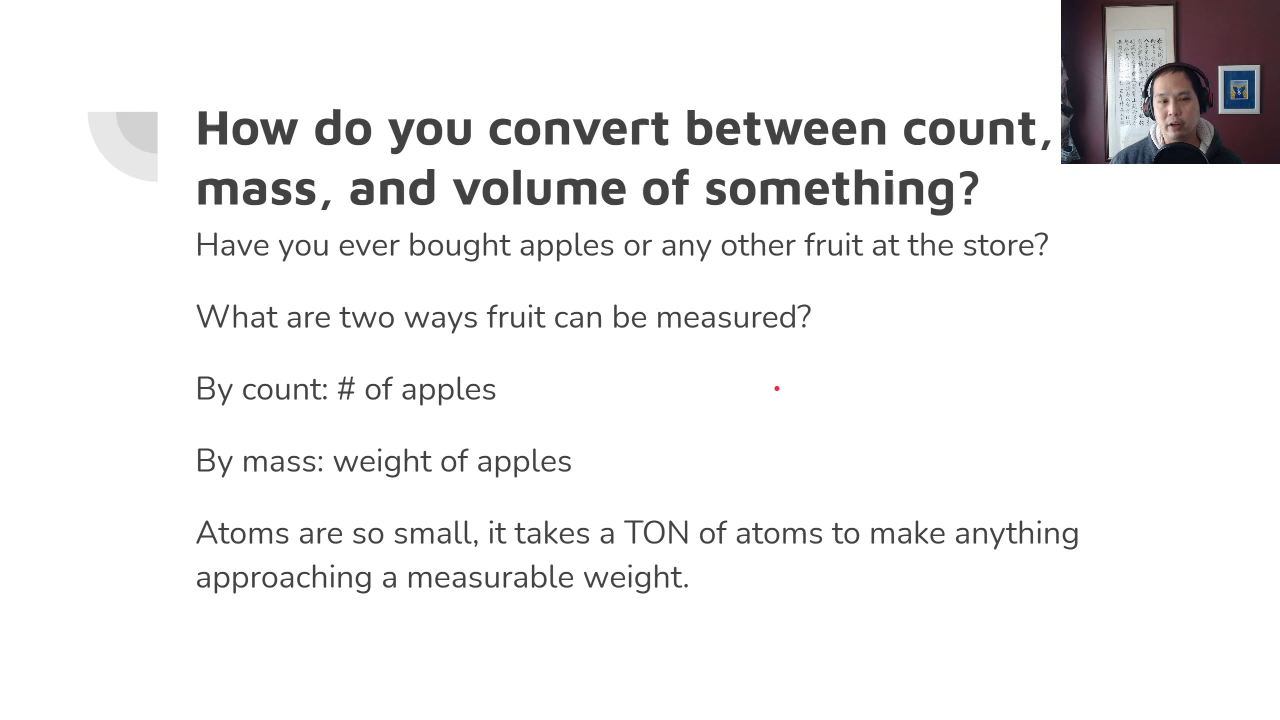 How do you convert between count,
mass, and volume of something?
Have you ever bought apples or any other fruit at the store?
What are two ways fruit can be measured?
By count: # of apples
By mass: weight of apples
Atoms are so small, it takes a TON of atoms to make anything
approaching a measurable weight.